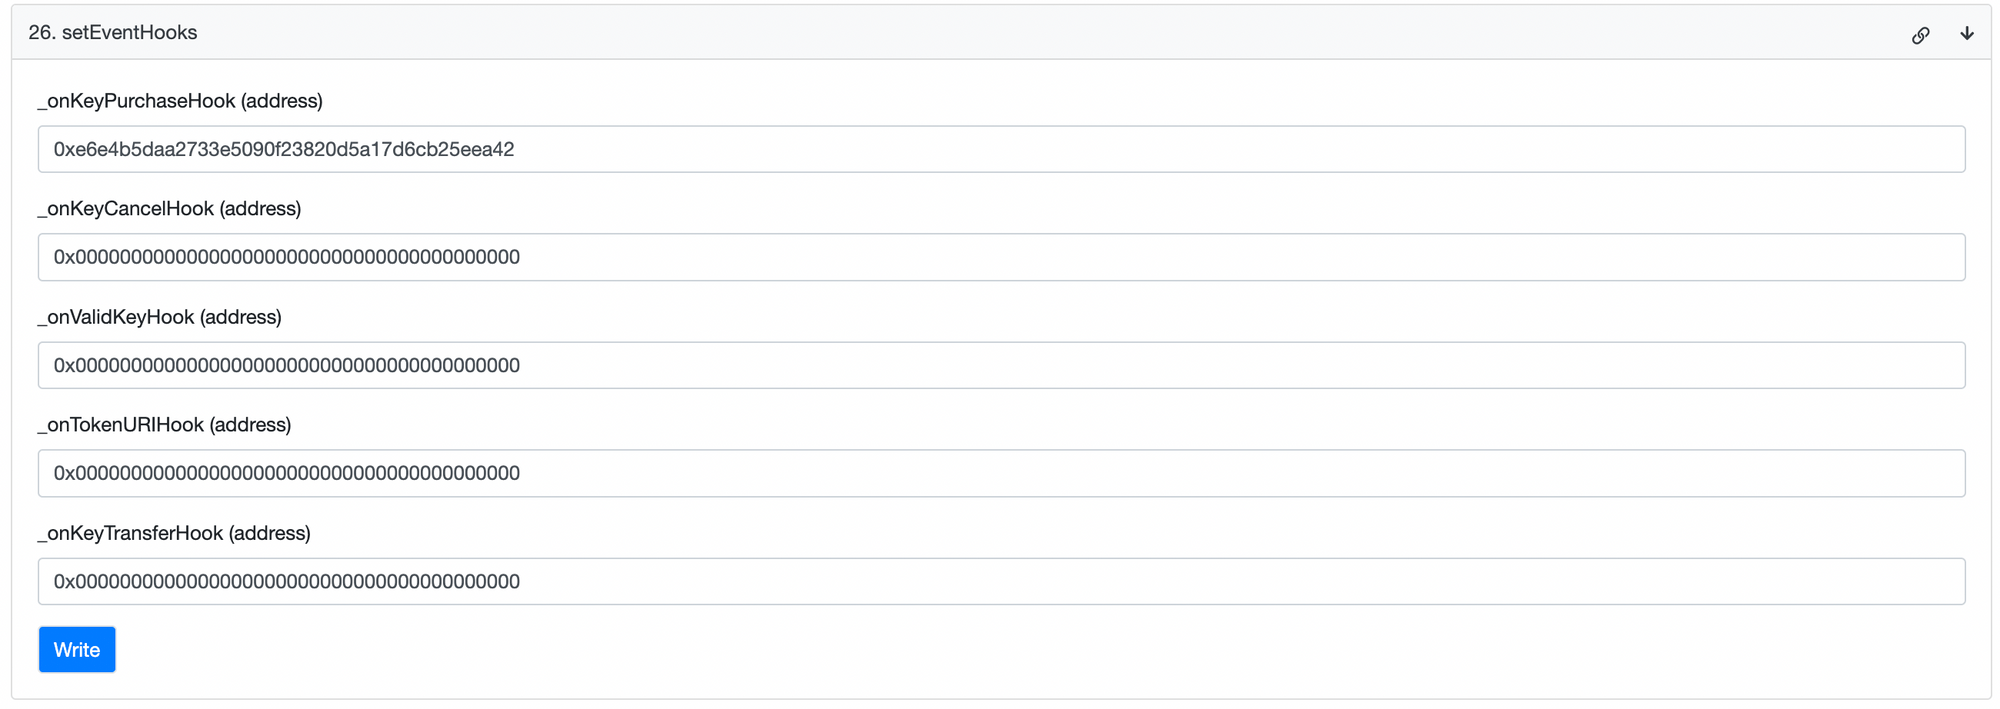 26. setEventHooks
_onKeyPurchaseHook (address)
0xe6e4b5daa2733e5090f23820d5a17d6cb25eea42
_onKeyCancelHook (address)
0x0000000000000000000000000000000000000000
_onValidKeyHook (address)
0x0000000000000000000000000000000000000000
_onTokenURIHook (address)
0x0000000000000000000000000000000000000000
_onKeyTransferHook (address)
0x0000000000000000000000000000000000000000
Write